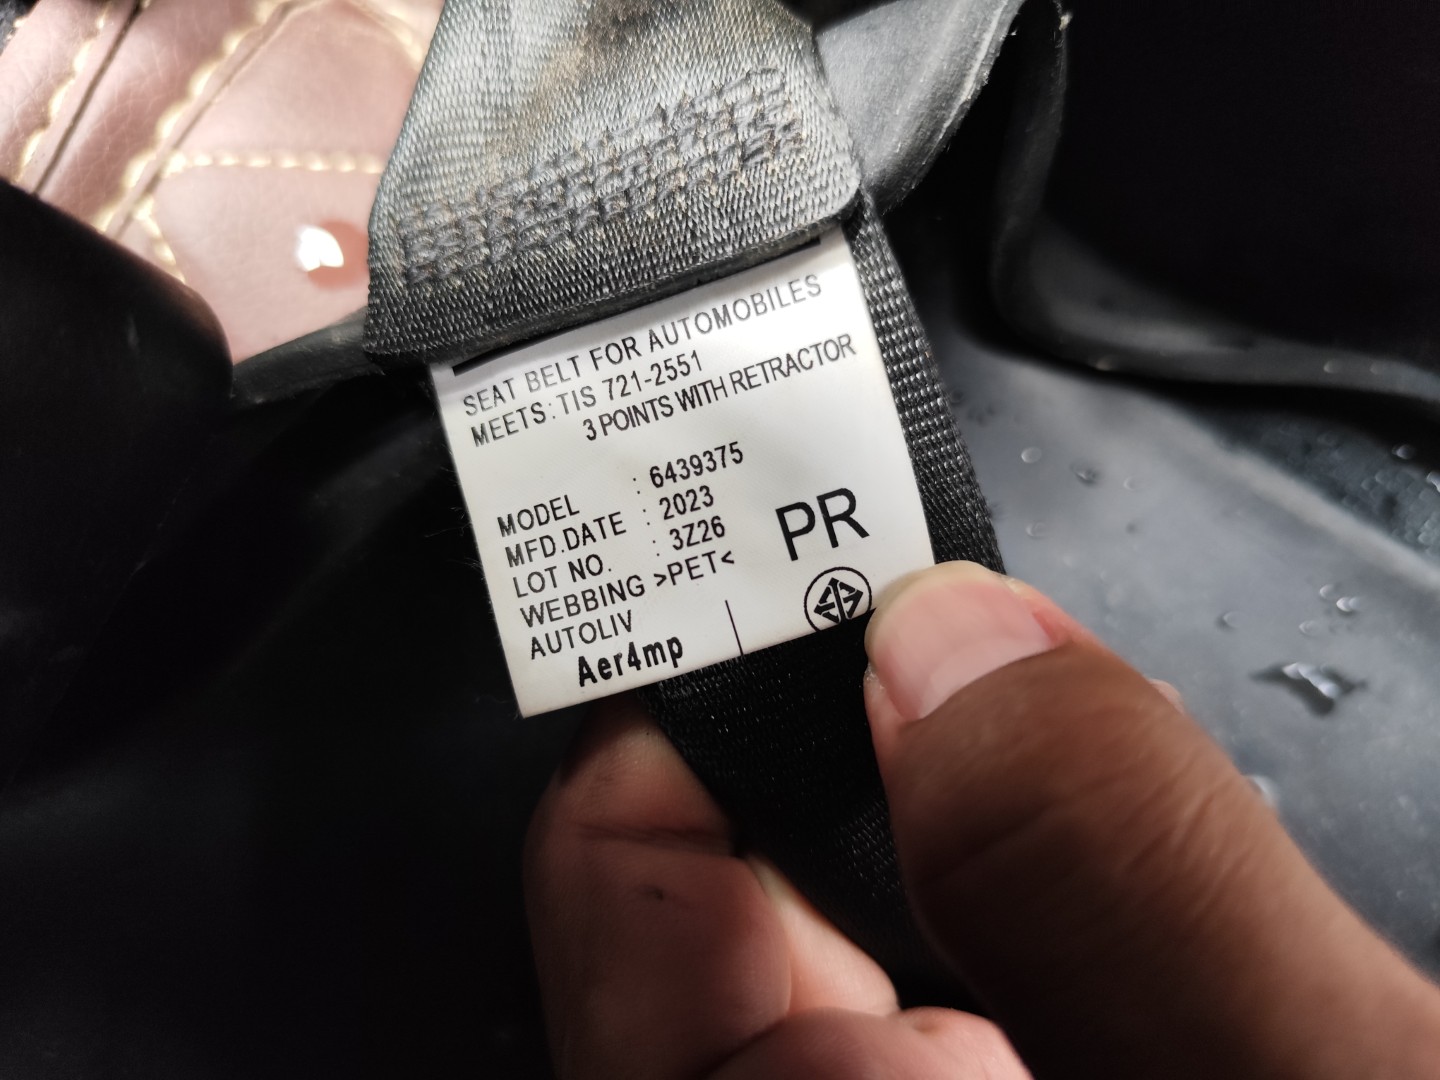 SEAT BELT FOR AUTOMOBILES
MEETS: TIS 721-2551
3 POINTS WITH RETRACTOR
MODEL : 6439375
MFD.DATE : 2023
LOT NO. : 3Z26
WEBBING >PET<
AUTOLIV
PR
Aer4mp